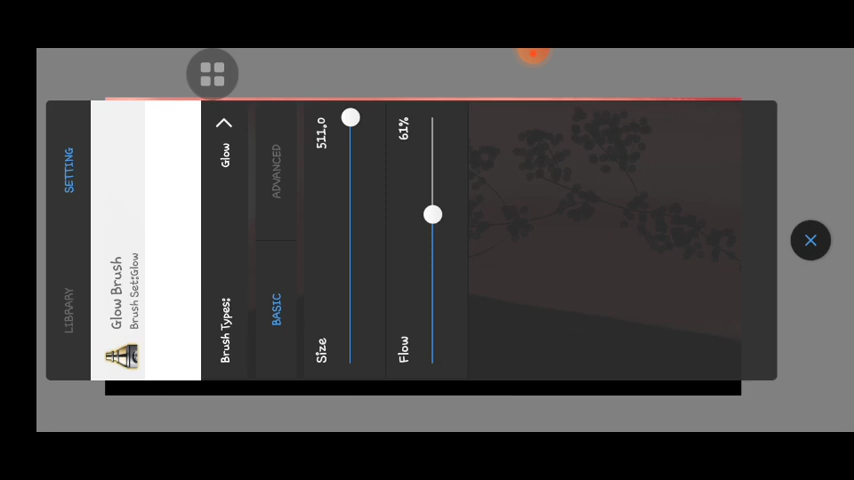 LIBRARY SETTING
Glow Brush
Brush Set:Glow
Brush Types: Glow
BASIC ADVANCED
Size 511.0
Flow 61%